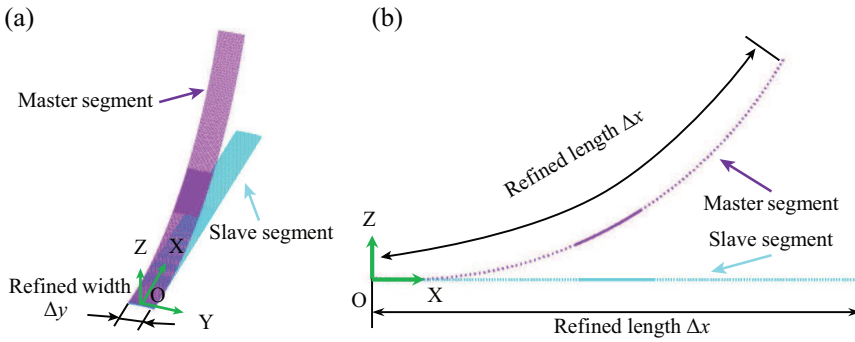 (a)
Master segment
Slave segment
Z
X
O
Refined width
Δy
Y
(b)
Refined length Δx
Master segment
Z
Slave segment
O
X
Refined length Δx